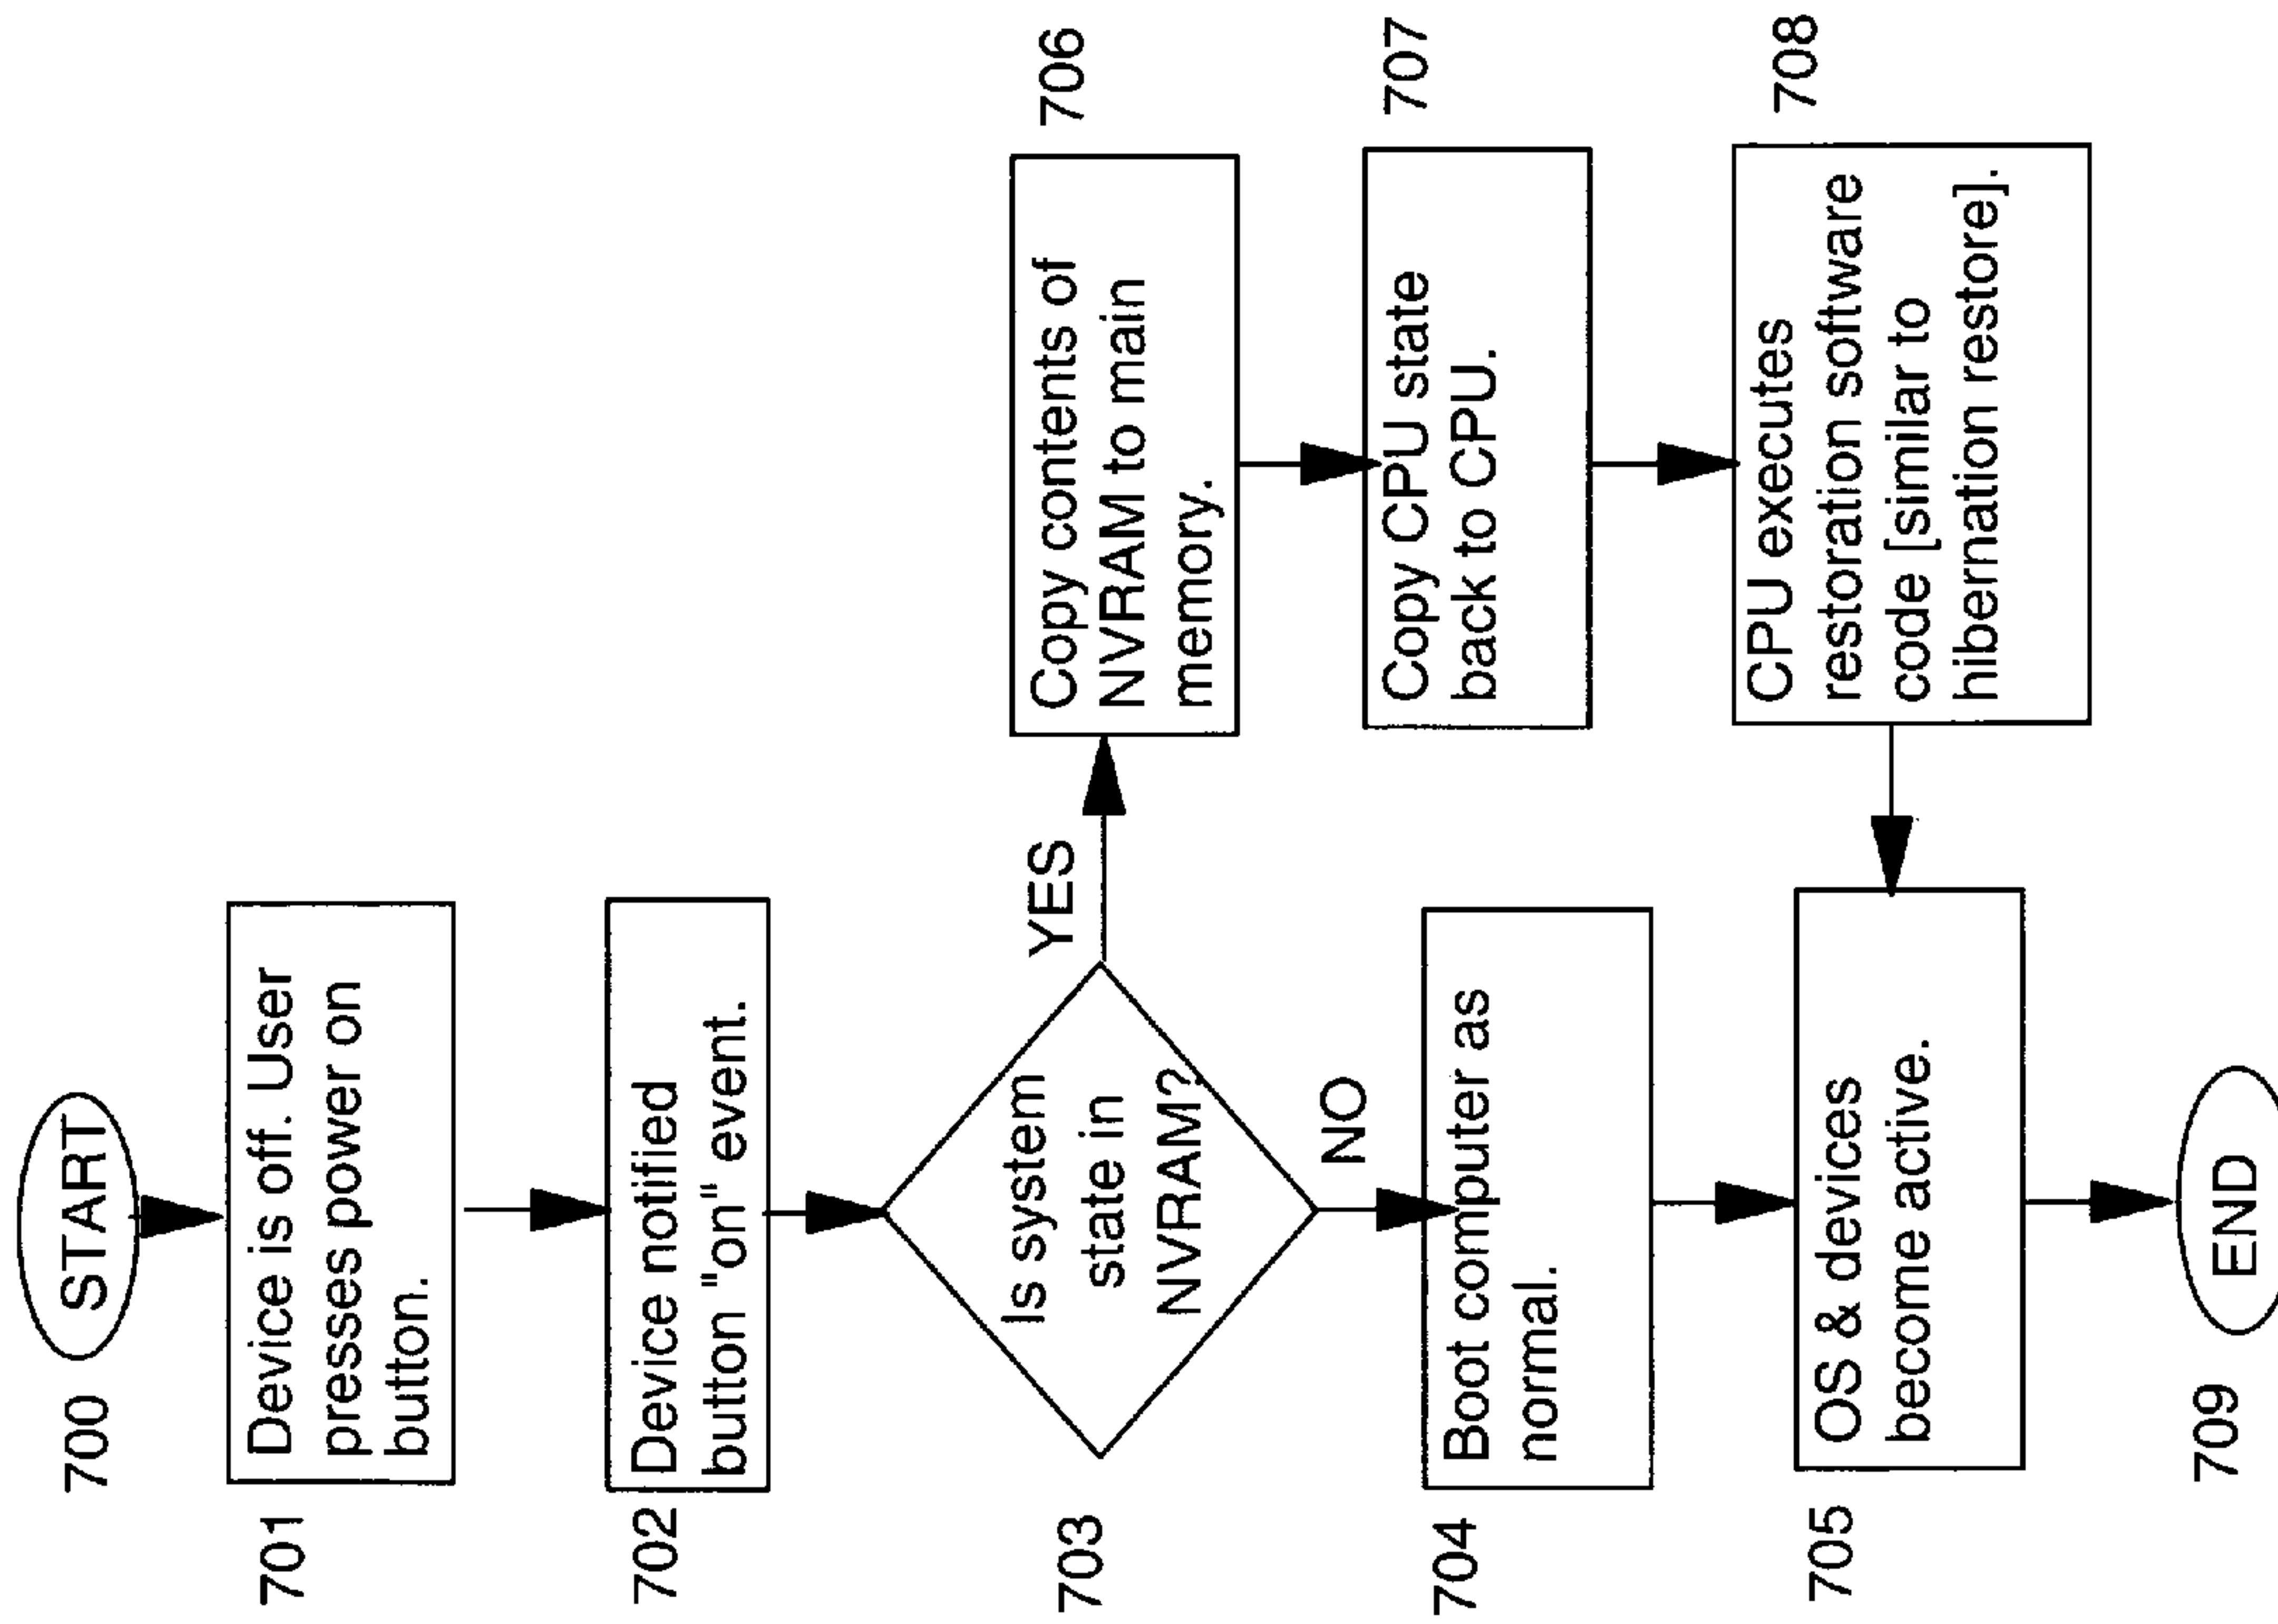 700
START
701
Device is off. User
presses power on
button.
702
Device notified
button "on" event.
703
Is system
state in
NVRAM?
YES
NO
704
Boot computer as
normal.
705
OS & devices
become active.
706
Copy contents of
NVRAM to main
memory.
707
Copy CPU state
back to CPU.
708
CPU executes
restoration software
code [similar to
hibernation restore].
709
END